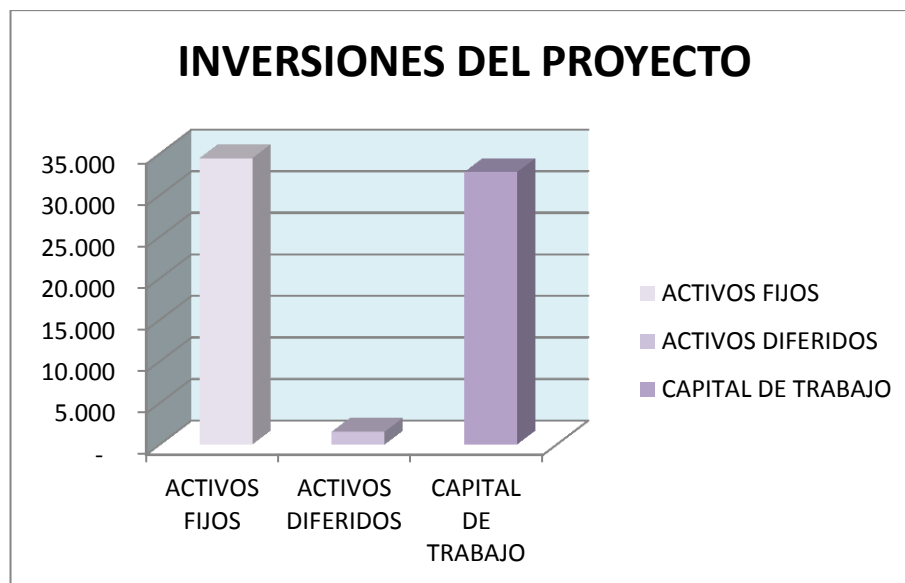 INVERSIONES DEL PROYECTO
35.000
30.000
25.000
20.000
15.000
10.000
5.000
-
ACTIVOS
FIJOS
ACTIVOS
DIFERIDOS
CAPITAL
DE
TRABAJO
ACTIVOS FIJOS
ACTIVOS DIFERIDOS
CAPITAL DE TRABAJO